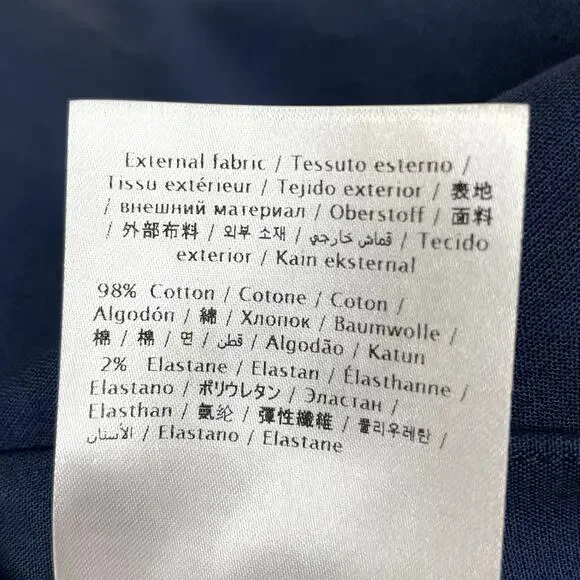 External fabric / Tessuto esterno /
Tissu extérieur / Tejido exterior / 表地
/ внешний материал / Oberstoff / 面料
/ 外部布料 / 외부 소재 / قماش خارجي / Tecido
exterior / Kain eksternal
98% Cotton / Cotone / Coton /
Algodón / 綿 / Хлопок / Baumwolle /
棉 / 棉 / 면 / قطن / Algodão / Katun
2% Elastane / Elastan / Élasthanne /
Elastano / ポリウレタン / Эластан /
Elasthan / 氨纶 / 彈性纖維 / 폴리우레탄 /
الأسنان / Elastano / Elastane